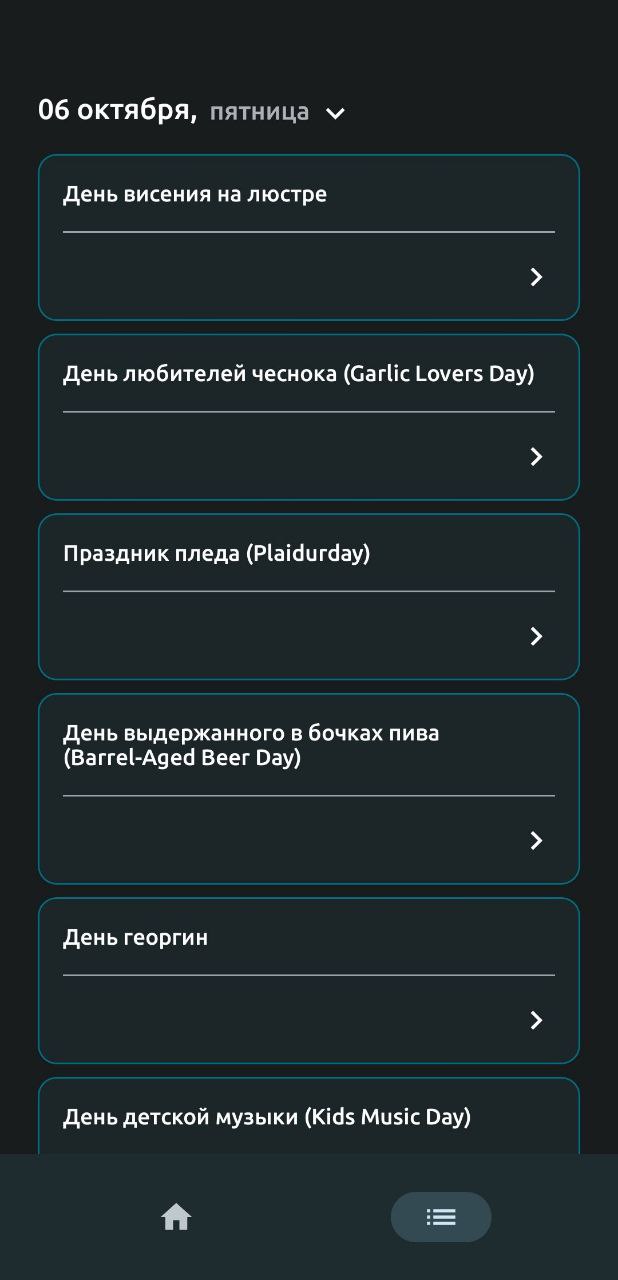 06 октября, пятница
День висения на люстре
День любителей чеснока (Garlic Lovers Day)
Праздник пледа (Plaidurday)
День выдержанного в бочках пива
(Barrel-Aged Beer Day)
День георгин
День детской музыки (Kids Music Day)